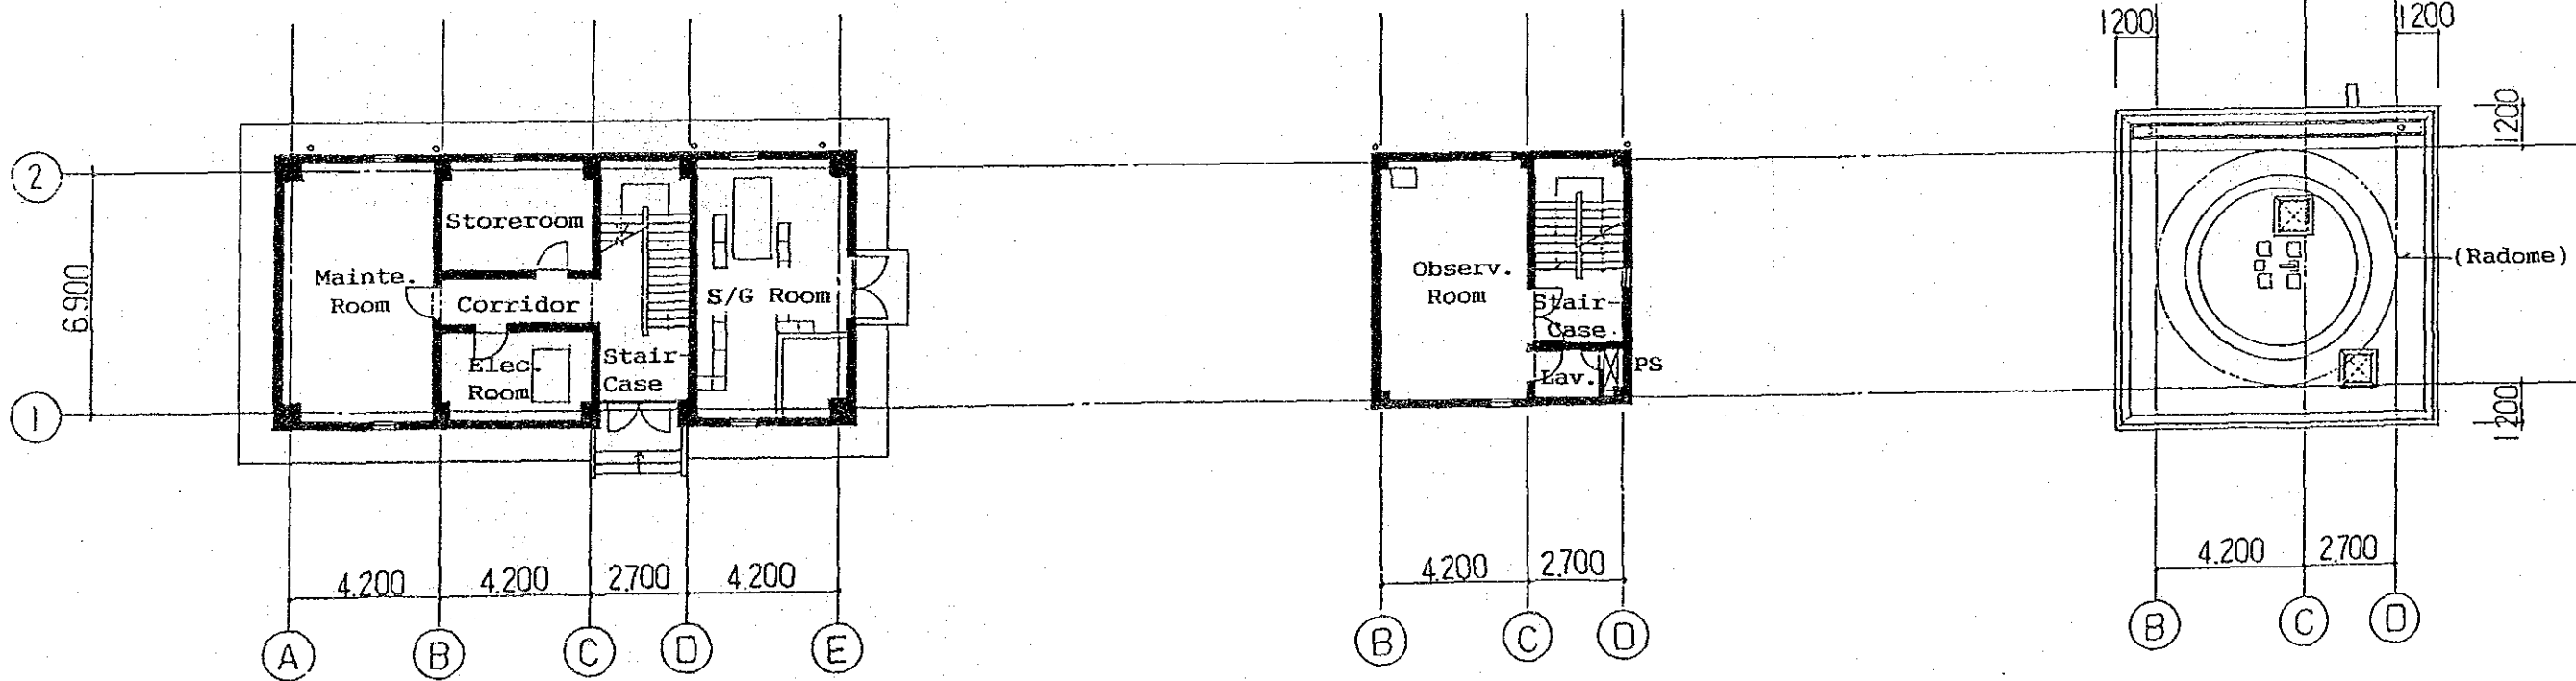 1200
1200
1200
2
Storeroom
Mainte.
Room
Corridor
S/G Room
Elec.
Room
Stair-
Case
6.900
1
Observ.
Room
Stair-
Case
Lav.
PS
(Radome)
1200
4.200
4.200
2.700
4.200
4.200
2.700
4.200
2.700
A
B
C
D
E
B
C
D
B
C
D